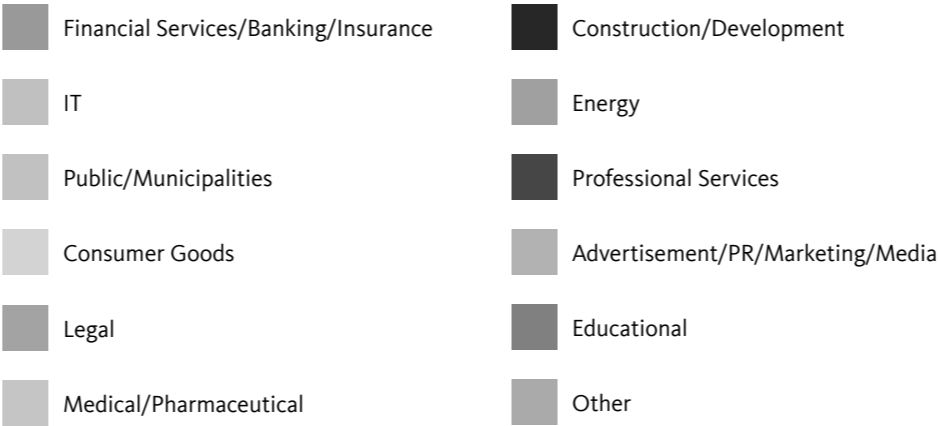 Financial Services/Banking/Insurance
IT
Public/Municipalities
Consumer Goods
Legal
Medical/Pharmaceutical
Construction/Development
Energy
Professional Services
Advertisement/PR/Marketing/Media
Educational
Other